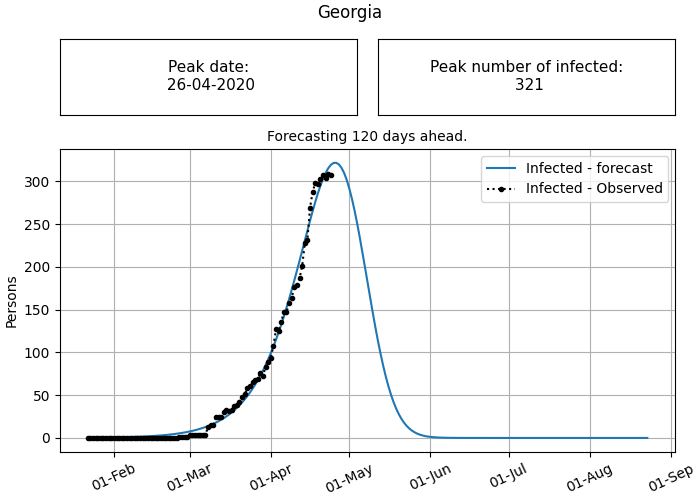 Georgia
Peak date:
26-04-2020
Peak number of infected:
321
Forecasting 120 days ahead.
Infected - forecast
Infected - Observed
Persons
300
250
200
150
100
50
0
01-Feb
01-Mar
01-Apr
01-May
01-Jun
01-Jul
01-Aug
01-Sep